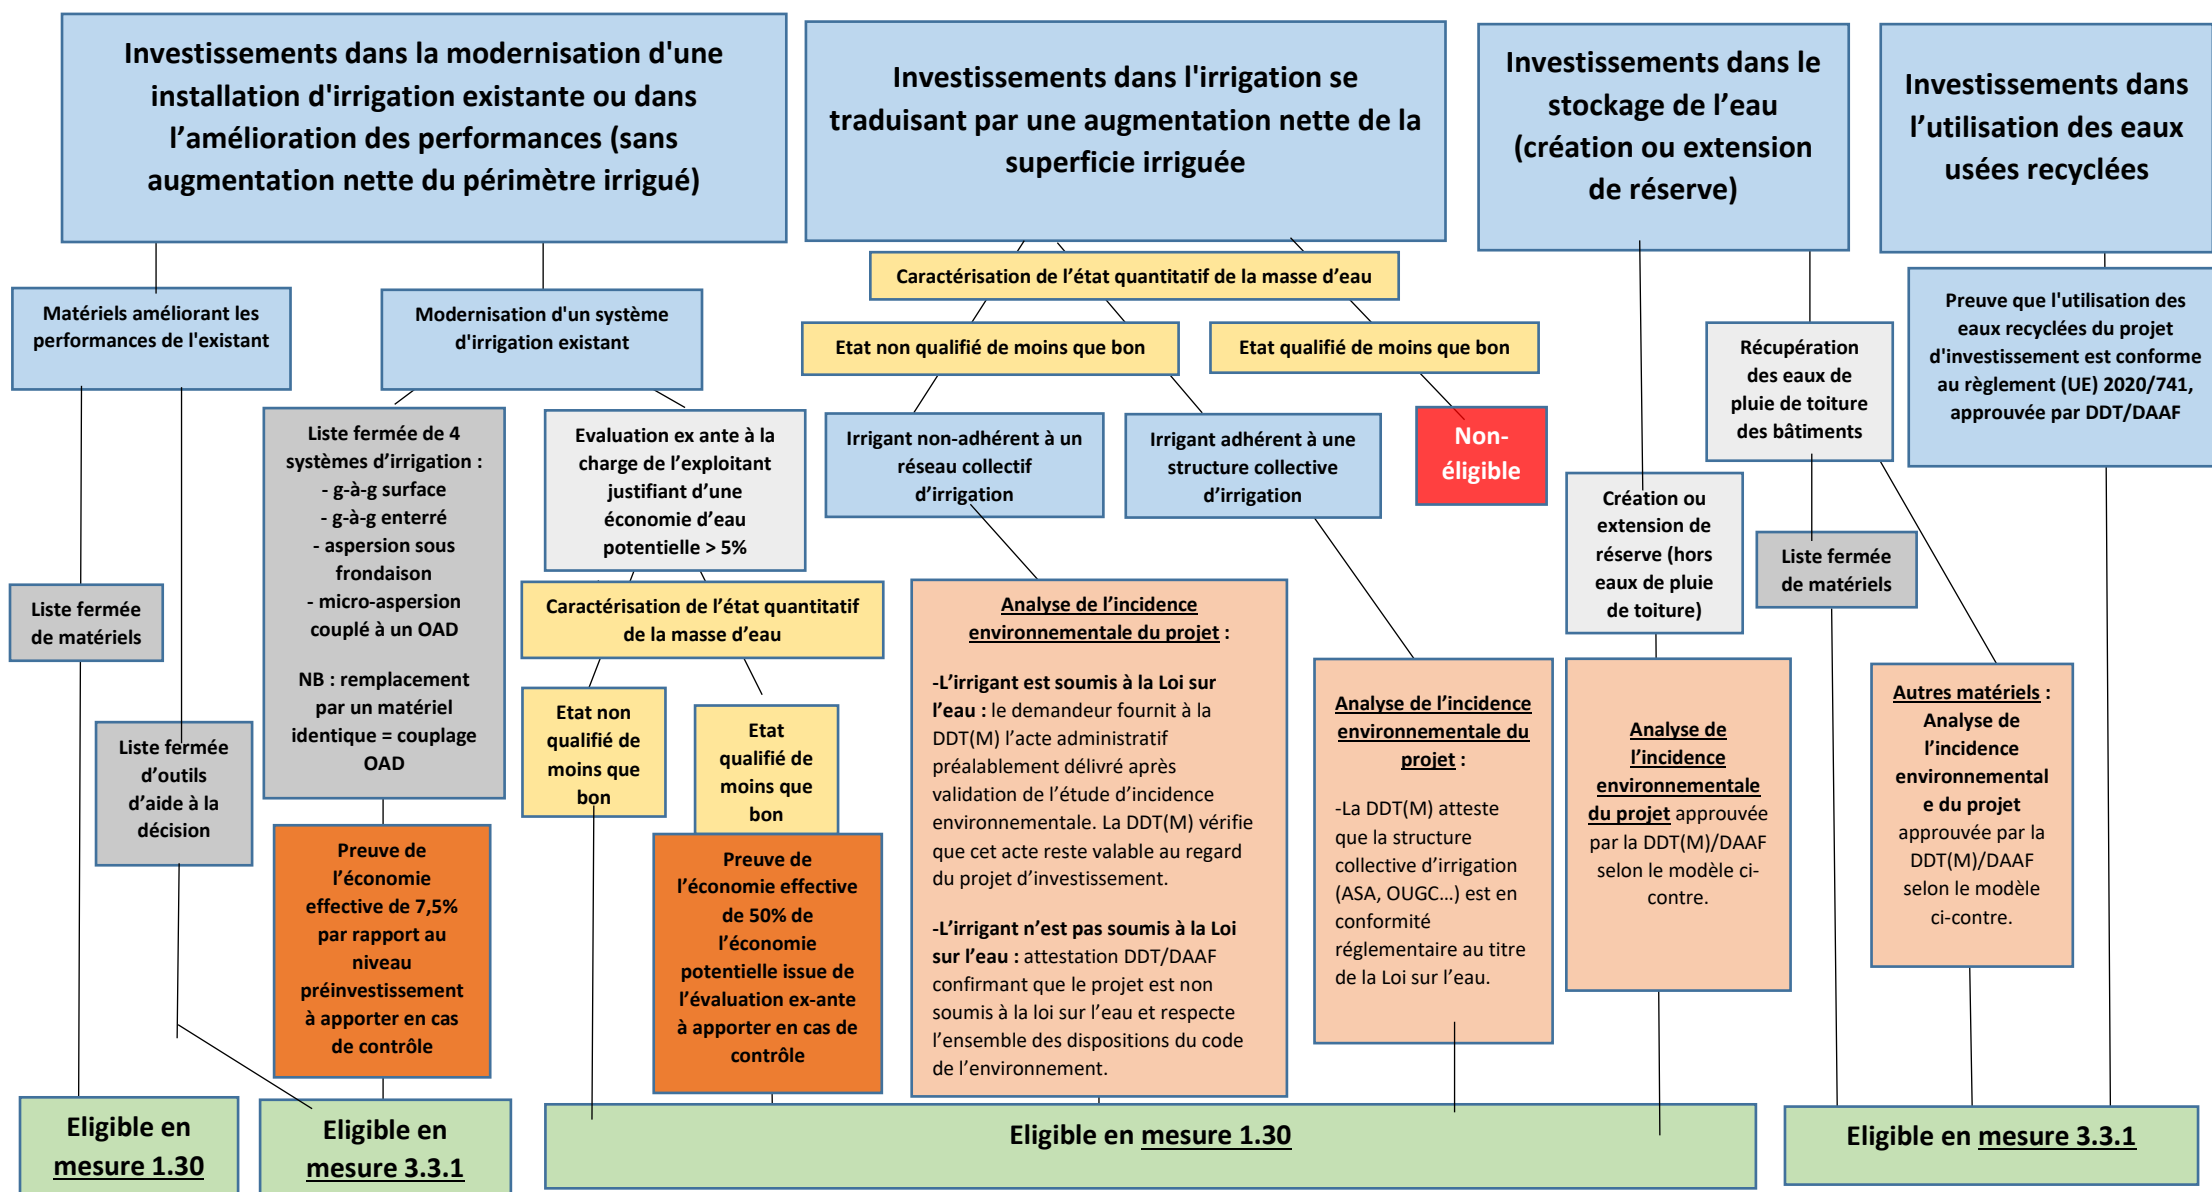 Investissements dans la modernisation d'une
installation d'irrigation existante ou dans
l’amélioration des performances (sans
augmentation nette du périmètre irrigué)
Investissements dans l'irrigation se
traduisant par une augmentation nette de la
superficie irriguée
Investissements dans le
stockage de l’eau
(création ou extension
de réserve)
Investissements dans
l’utilisation des eaux
usées recyclées
Matériels améliorant les
performances de l'existant
Modernisation d'un système
d'irrigation existant
Caractérisation de l’état quantitatif de la masse d’eau
Etat non qualifié de moins que bon
Etat qualifié de moins que bon
Récupération
des eaux de
pluie de toiture
des bâtiments
Preuve que l'utilisation des
eaux recyclées du projet
d'investissement est conforme
au règlement (UE) 2020/741,
approuvée par DDT/DAAF
Liste fermée de 4
systèmes d’irrigation :
- g-à-g surface
- g-à-g enterré
- aspersion sous
frondaison
- micro-aspersion
couplé à un OAD
NB : remplacement
par un matériel
identique = couplage
OAD
Evaluation ex ante à la
charge de l’exploitant
justifiant d’une
économie d’eau
potentielle > 5%
Irrigant non-adhérent à un
réseau collectif
d’irrigation
Irrigant adhérent à une
structure collective
d’irrigation
Non-
éligible
Création ou
extension de
réserve (hors
eaux de pluie
de toiture)
Liste fermée
de matériels
Liste fermée
de matériels
Caractérisation de l’état quantitatif
de la masse d’eau
Etat non
qualifié de
moins que
bon
Etat
qualifié de
moins que
bon
Liste fermée
d’outils
d’aide à la
décision
Preuve de
l’économie
effective de 7,5%
par rapport au
niveau
préinvestissement
à apporter en cas
de contrôle
Preuve de
l’économie effective
de 50% de
l’économie
potentielle issue de
l’évaluation ex-ante
à apporter en cas de
contrôle
Analyse de l’incidence
environnementale du projet :
-L’irrigant est soumis à la Loi sur
l’eau : le demandeur fournit à la
DDT(M) l’acte administratif
préalablement délivré après
validation de l’étude d’incidence
environnementale. La DDT(M) vérifie
que cet acte reste valable au regard
du projet d’investissement.
-L’irrigant n’est pas soumis à la Loi
sur l’eau : attestation DDT/DAAF
confirmant que le projet est non
soumis à la loi sur l’eau et respecte
l’ensemble des dispositions du code
de l’environnement.
Analyse de l’incidence
environnementale du
projet :
-La DDT(M) atteste
que la structure
collective d’irrigation
(ASA, OUGC…) est en
conformité
réglementaire au titre
de la Loi sur l’eau.
Analyse de
l’incidence
environnementale
du projet approuvée
par la DDT(M)/DAAF
selon le modèle ci-
contre.
Autres matériels :
Analyse de
l’incidence
environnemental
e du projet
approuvée par la
DDT(M)/DAAF
selon le modèle
ci-contre.
Eligible en
mesure 1.30
Eligible en
mesure 3.3.1
Eligible en mesure 1.30
Eligible en mesure 3.3.1